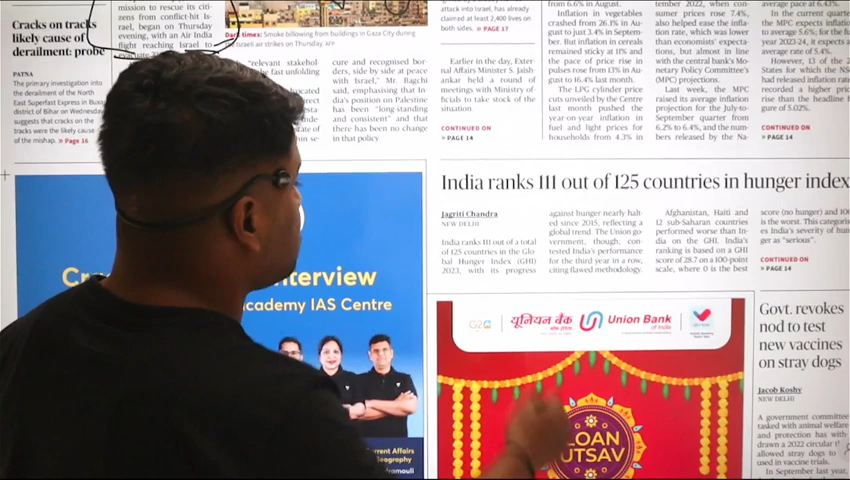 Cracks on tracks
likely cause of
derailment: probe
PATNA
The primary investigation into
the derailment of the North
East Superfast Express in Buxar
district of Bihar on Wednesday
suggests that cracks on the
tracks were the likely cause
of the mishap. » Page 16
mission to rescue its citi-
zens from conflict-hit Is-
rael, began on Thursday
evening, with an Air India
flight reaching Israel to
Dark times: Smoke billowing from buildings in Gaza City during
the Israeli air strikes on Thursday. AFP
"relevant stakehol-
fast unfolding
cure and recognised bor-
ders, side by side at peace
with Israel," Mr. Bagchi
said, emphasising that In-
dia's position on Palestine
has been "long-standing
and consistent" and that
there has been no change
in that policy.
attack into Israel, has already
claimed at least 2,400 lives on
both sides. » PAGE 17
Earlier in the day, Exter-
nal Affairs Minister S. Jaish-
ankar held a round of
meetings with Ministry of-
ficials to take stock of the
situation.
CONTINUED ON
» PAGE 14
from 6.6% in August.
Inflation in vegetables
crashed from 26.1% in Aug-
ust to just 3.4% in Septem-
ber. But inflation in cereals
remained sticky at 11% and
the pace of price rise in
pulses rose from 13% in Aug-
ust to 16.4% last month.
The LPG cylinder price
cuts unveiled by the Centre
last month pushed the
year-on-year inflation in
fuel and light prices for
households from 4.3% in
tember 2022, when con-
sumer prices rose 7.4%,
also helped ease the infla-
tion rate, which was lower
than economists' expecta-
tions, but almost in line
with the central bank's Mo-
netary Policy Committee's
(MPC) projections.
Last week, the MPC
raised its average inflation
projection for the July-to-
September quarter from
6.2% to 6.4%, and the num-
bers released by the Na-
average pace at 6.43%.
In the current quarte
the MPC expects inflatio
to average 5.6%; for the fu
year 2023-24, it expects a
average rate of 5.4%.
However, 13 of the 2
States for which the NS
had released inflation rate
recorded a higher pric
rise than the headline
gure of 5.02%.
CONTINUED ON
» PAGE 14
India ranks 111 out of 125 countries in hunger index
Jagriti Chandra
NEW DELHI
India ranks 111 out of a total
of 125 countries in the Glo-
bal Hunger Index (GHI)
2023, with its progress
against hunger nearly halt-
ed since 2015, reflecting a
global trend. The Union go-
vernment, though, con-
tested India's performance
for the third year in a row,
citing flawed methodology.
Afghanistan, Haiti and
12 sub-Saharan countries
performed worse than In-
dia on the GHI. India's
ranking is based on a GHI
score of 28.7 on a 100-point
scale, where 0 is the best
score (no hunger) and 100
is the worst. This categoris
es India's severity of hun
ger as "serious".
CONTINUED ON
» PAGE 14
nterview
cademy IAS Centre
rrent Affairs
eography
G20
यूनियन बैंक
Union Bank
of India
LOAN
UTSAV
Govt. revokes
nod to test
new vaccines
on stray dogs
Jacob Koshy
NEW DELHI
A government committee
tasked with animal welfare
and protection has with-
drawn a 2022 circular
allowed stray dogs to
used in vaccine trials.
In September last year,